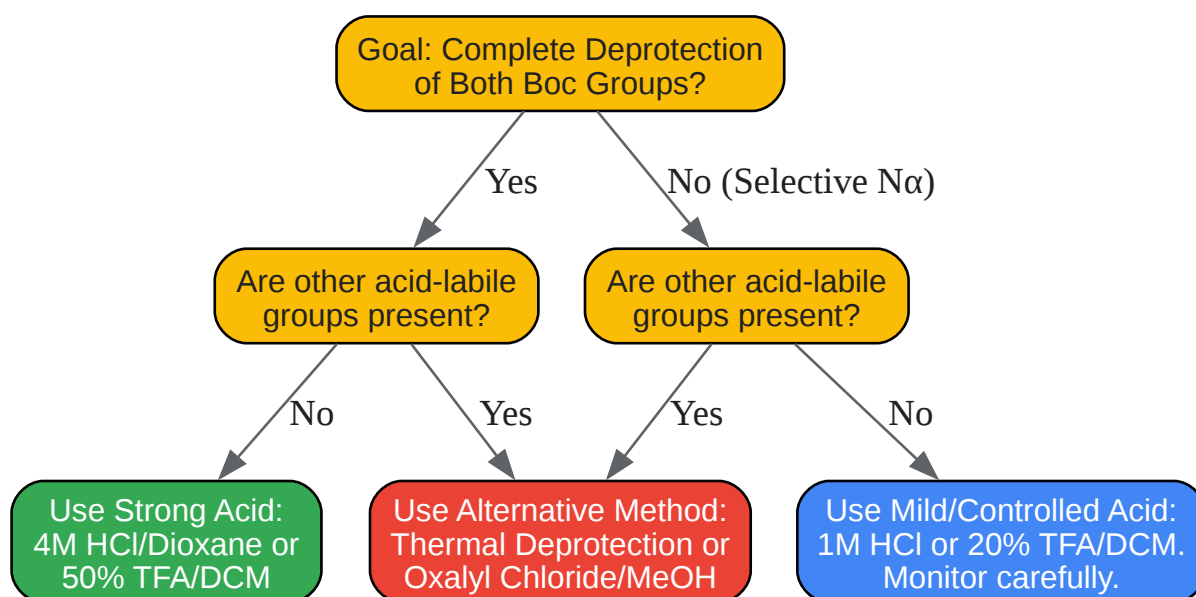 Goal: Complete Deprotection
of Both Boc Groups?
Yes
No (Selective Nα)
Are other acid-labile
groups present?
Are other acid-labile
groups present?
No
Yes
Yes
No
Use Strong Acid:
4M HCl/Dioxane or
50% TFA/DCM
Use Alternative Method:
Thermal Deprotection or
Oxalyl Chloride/MeOH
Use Mild/Controlled Acid:
1M HCl or 20% TFA/DCM.
Monitor carefully.